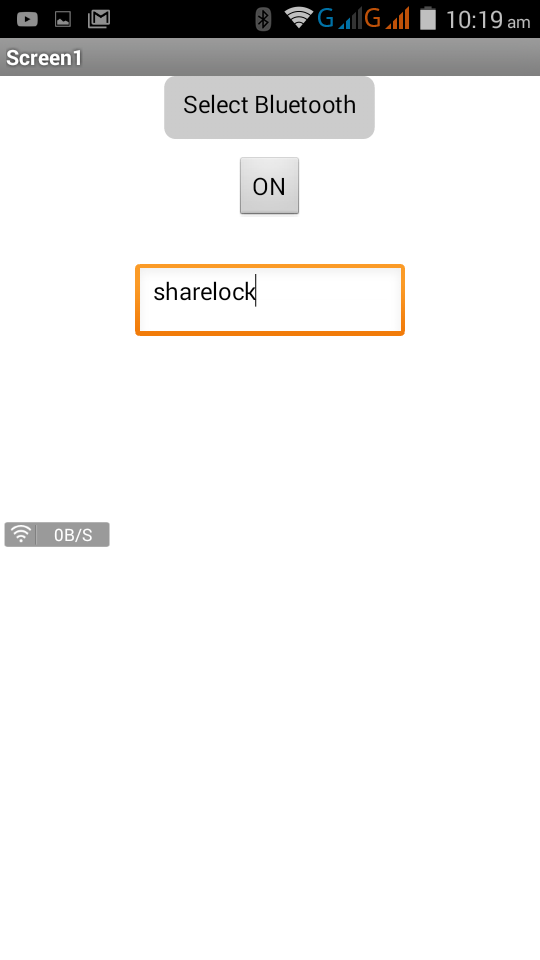 G G 10:19 am
Screen1
Select Bluetooth
ON
sharelock
0B/S